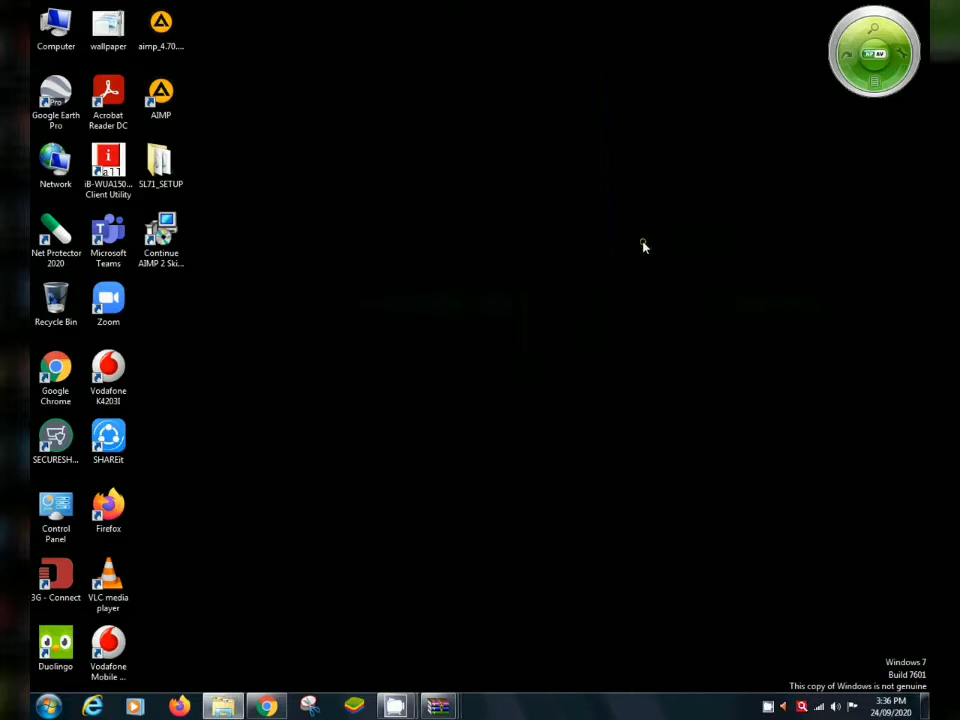 Computer
wallpaper
aimp_4.70....
Pro
Google Earth
Pro
Acrobat
Reader DC
AIMP
Network
i
all
iB-WUA150...
Client Utility
SL71_SETUP
Net Protector
2020
T
Microsoft
Teams
Continue
AIMP 2 Ski...
Recycle Bin
Zoom
Google
Chrome
Vodafone
K4203I
SECURESH...
SHAREit
Control
Panel
Firefox
3G - Connect
VLC media
player
Duolingo
Vodafone
Mobile ...
AV
Windows 7
Build 7601
This copy of Windows is not genuine
3:36 PM
24/09/2020